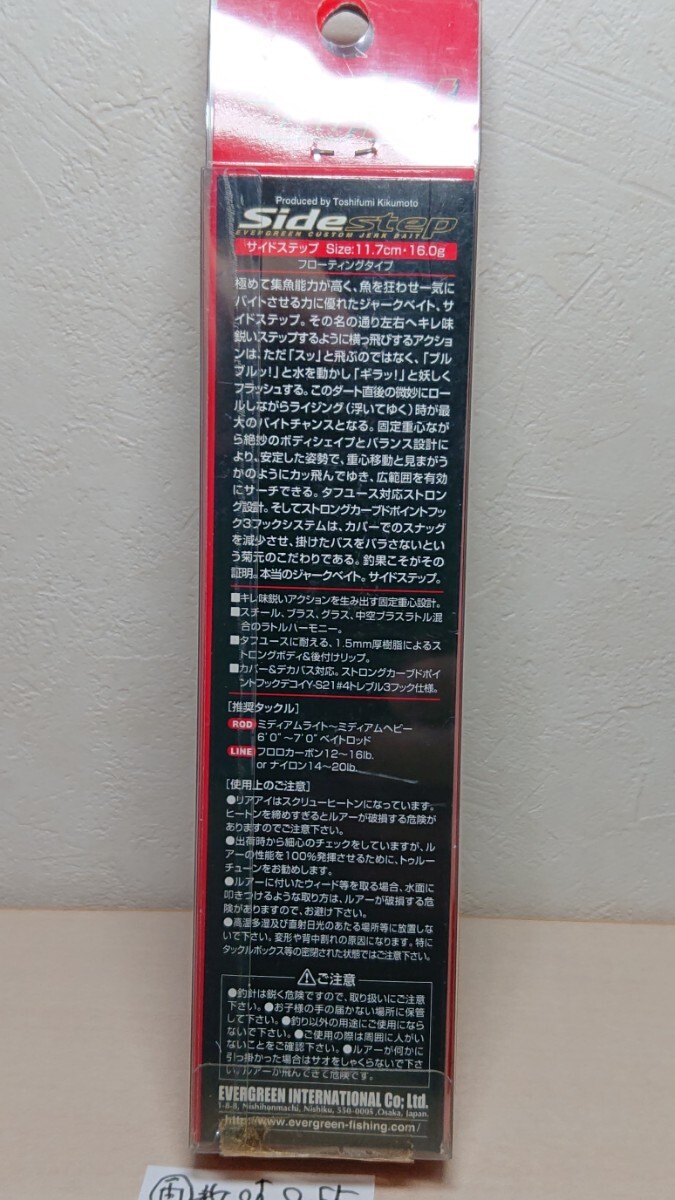 Produced by Toshifumi Kikumoto
Sidestep
EVERGREEN CUSTOM JERK BAIT
サイドステップ Size:11.7cm・16.0g
フローティングタイプ
極めて集魚能力が高く、魚を狂わせ一気に
バイトさせる力に優れたジャークベイト、サ
イドステップ。その名の通り左右へキレ味
鋭いステップするように横っ飛びするアクショ
ンは、ただ「スッ」と飛ぶのではなく、「ブル
ブルッ!」と水を動かし「ギラッ!」と妖しく
フラッシュする。このダート直後の微妙にロー
ルしながらライジング(浮いてゆく)時が最
大のバイトチャンスとなる。固定重心なが
ら絶妙のボディシェイプとバランス設計に
より、安定した姿勢で、重心移動と見まがう
かのようにカッ飛んでゆき、広範囲を有効
にサーチできる。タフユース対応ストロン
グ設計。そしてストロングカーブドポイントフッ
ク3フックシステムは、カバーでのスナッグ
を減少させ、掛けたバスをバラさないとい
う菊元のこだわりである。釣果こそがその
証明。本当のジャークベイト。サイドステップ。
■キレ味鋭いアクションを生み出す固定重心設計。
■スチール、ブラス、グラス、中空ブラスラトル混
合のラトルハーモニー。
■タフユースに耐える、1.5mm厚樹脂によるス
トロングボディ&後付けリップ。
■カバー&デカバス対応。ストロングカーブドポイ
ントフックデコイY-S21#4トレブル3フック仕様。
[推奨タックル]
ROD ミディアムライト〜ミディアムヘビー
6'0"〜7'0"ベイトロッド
LINE フロロカーボン12〜16lb.
or ナイロン14〜20lb.
[使用上のご注意]
●リアアイはスクリューヒートンになっています。
ヒートンを締めすぎるとルアーが破損する危険が
ありますのでご注意下さい。
●出荷時から細心のチェックをしていますが、ル
アーの性能を100%発揮させるために、トゥルー
チューンをお勧めします。
●ルアーに付いたウィード等を取る場合、水面に
叩きつけるような取り方は、ルアーが破損する危
険がありますので、お避け下さい。
●高温多湿及び直射日光のあたる場所等に放置しな
いで下さい。変形や背中割れの原因になります。特に
タックルボックス等の密閉された状態ではご注意下さい。
⚠ご注意
●釣針は鋭く危険ですので、取り扱いにご注意
下さい。●お子様の手の届かない場所に保管
して下さい。●釣り以外の用途にご使用になら
ないで下さい。●ご使用の際は周囲に人がい
ないことをご確認下さい。●ルアーが何かに
引っ掛かった場合はサオをしゃくらないで下さ
い。ルアーが飛んできて危険です。
EVERGREEN INTERNATIONAL Co; Ltd.
1-8-8, Nishihonmachi, Nishiku, 550-0005 ,Osaka, Japan.
http://www.evergreen-fishing.com/